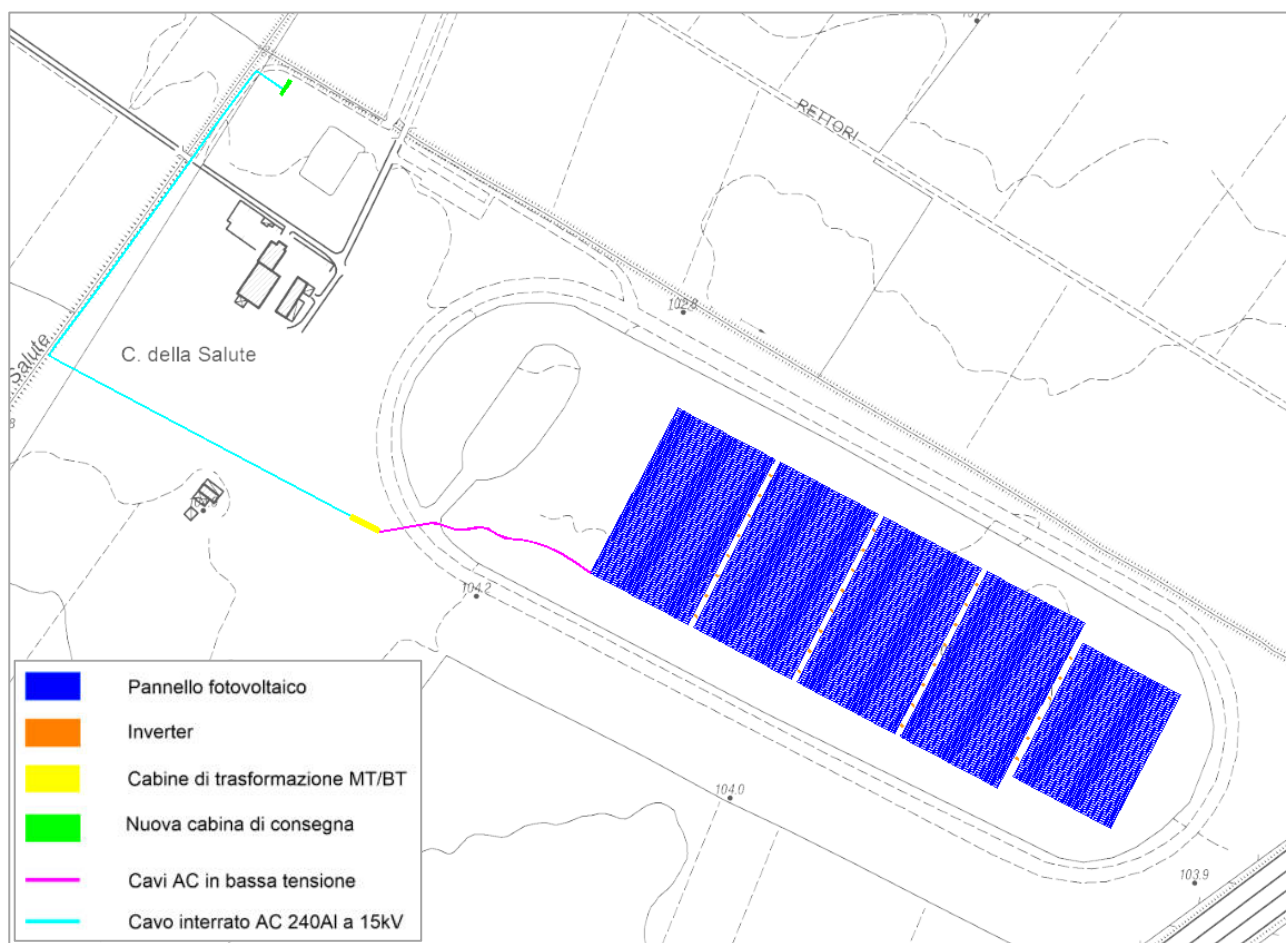 RETTORI
102.8
Salute
C. della Salute
104.2
104.0
103.9
Pannello fotovoltaico
Inverter
Cabine di trasformazione MT/BT
Nuova cabina di consegna
Cavi AC in bassa tensione
Cavo interrato AC 240Al a 15kV